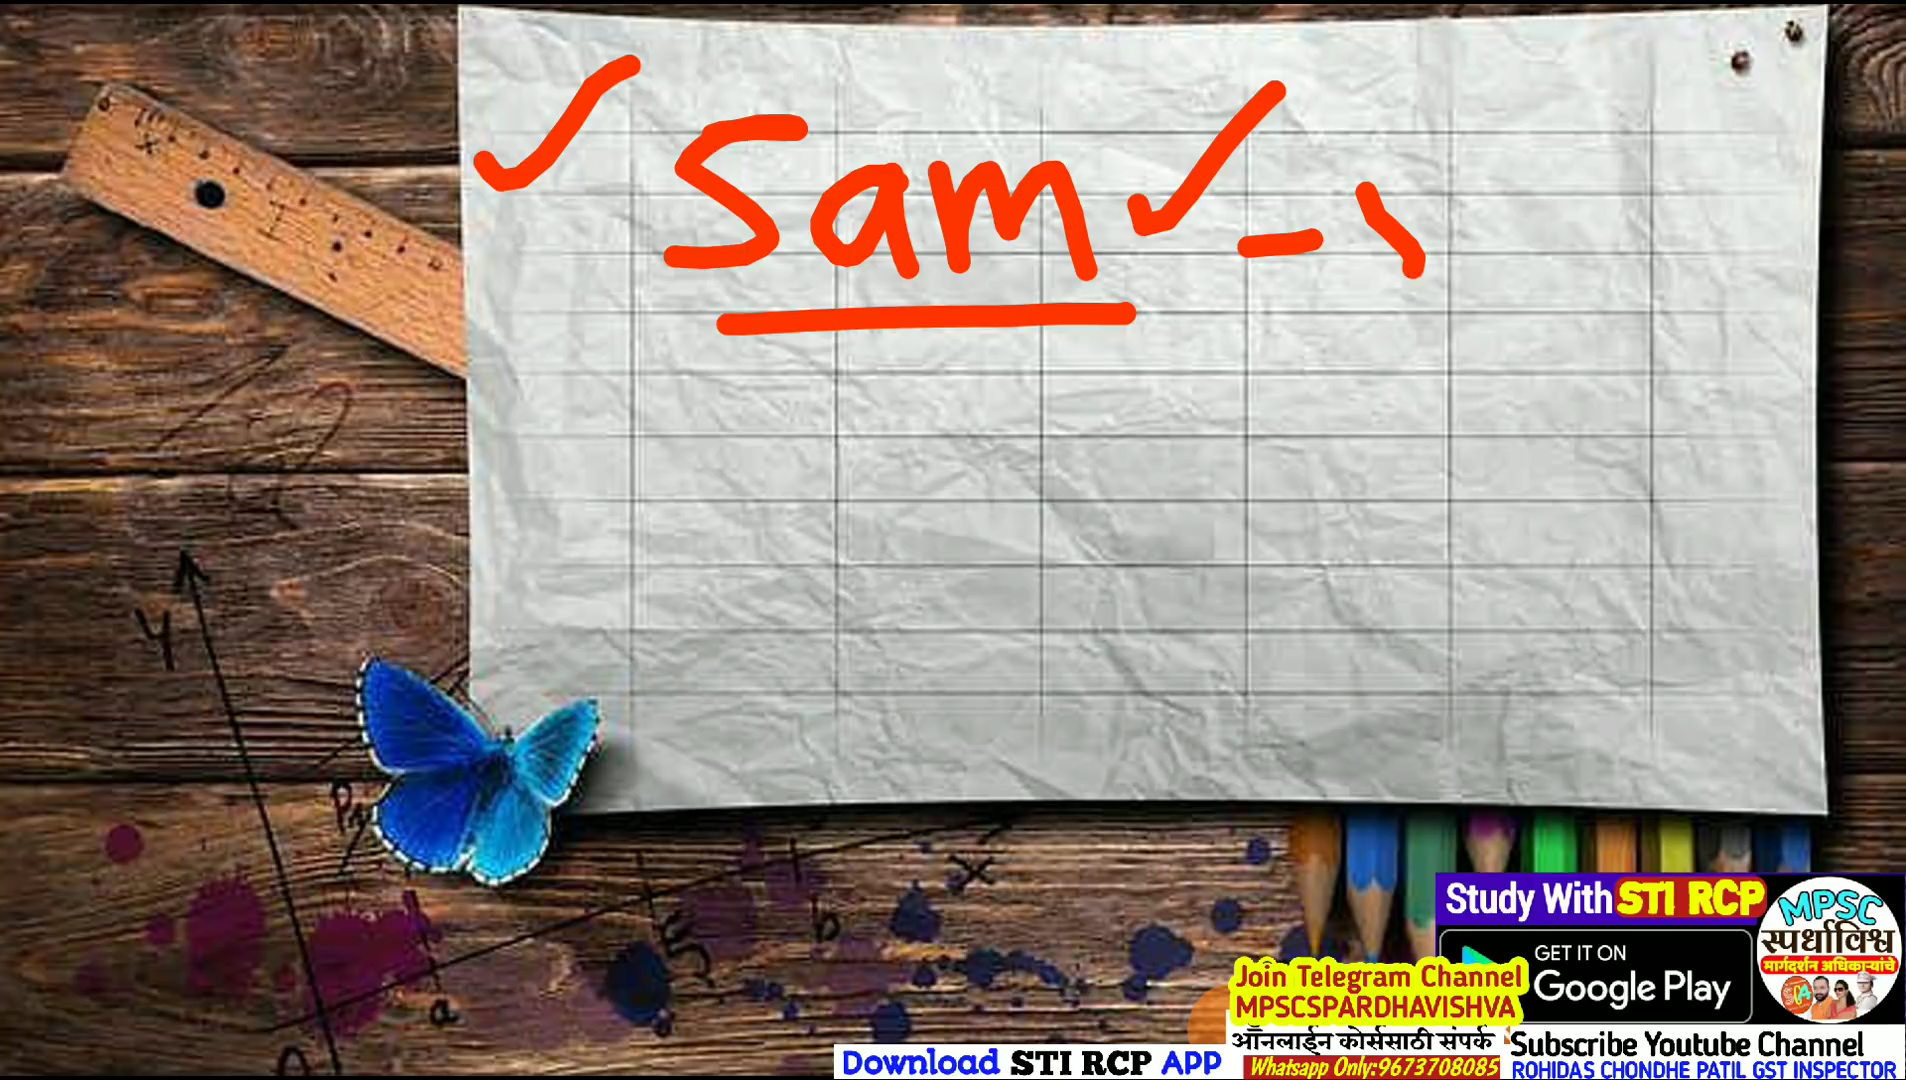 Sam
Y
Py
x
a
b
Study With STI RCP
MPSC
स्पर्धाविश्व
मार्गदर्शन अधिकाऱ्यांचे
GET IT ON
Google Play
Join Telegram Channel
MPSCSPARDHAVISHVA
ऑनलाईन कोर्ससाठी संपर्क
Whatsapp Only:9673708085
Subscribe Youtube Channel
ROHIDAS CHONDHE PATIL GST INSPECTOR
Download STI RCP APP